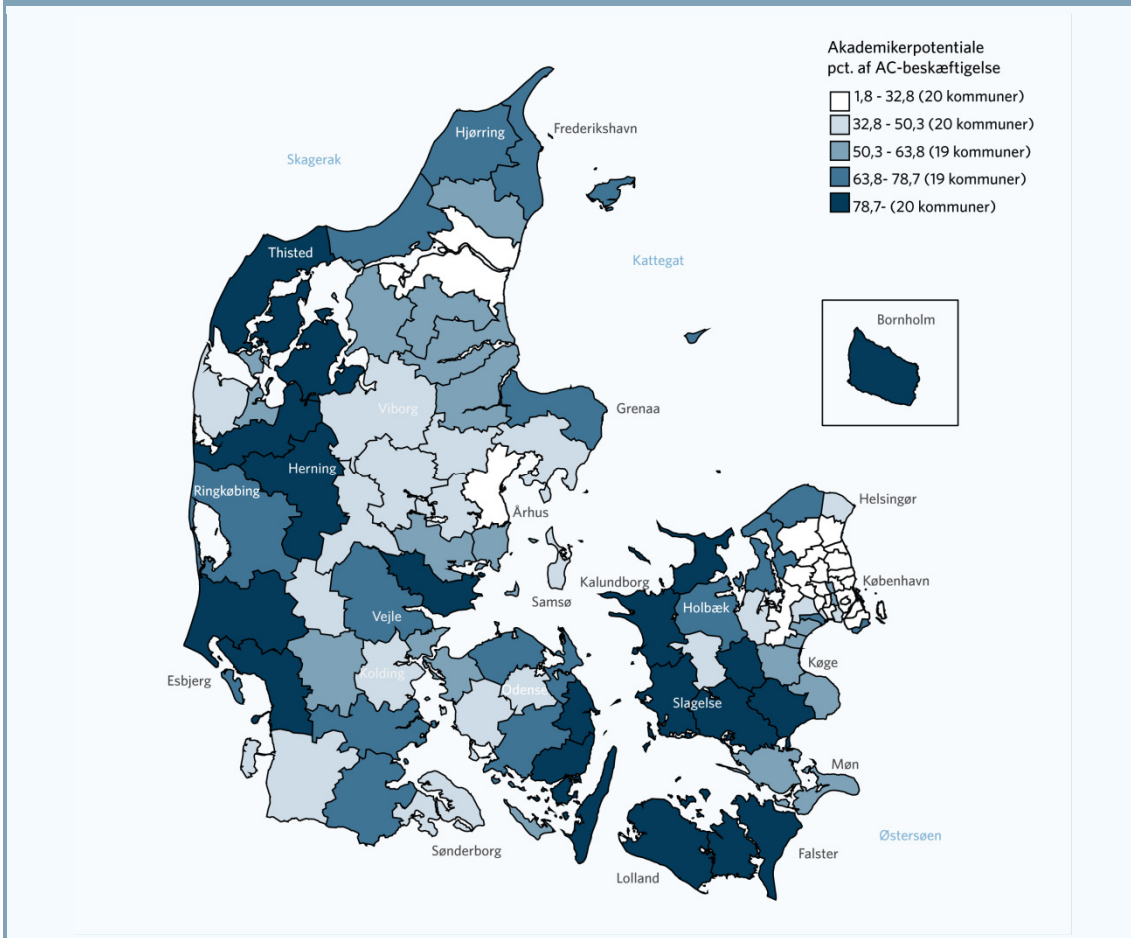 Akademikerpotentiale
pct. af AC-beskæftigelse
1,8 - 32,8 (20 kommuner)
32,8 - 50,3 (20 kommuner)
50,3 - 63,8 (19 kommuner)
63,8- 78,7 (19 kommuner)
78,7- (20 kommuner)
Hjørring
Frederikshavn
Skagerak
Thisted
Kattegat
Bornholm
Viborg
Grenaa
Herning
Ringkøbing
Helsingør
Århus
Kalundborg
København
Samsø
Holbæk
Vejle
Køge
Esbjerg
Kolding
Odense
Slagelse
Møn
Østersøen
Sønderborg
Falster
Lolland